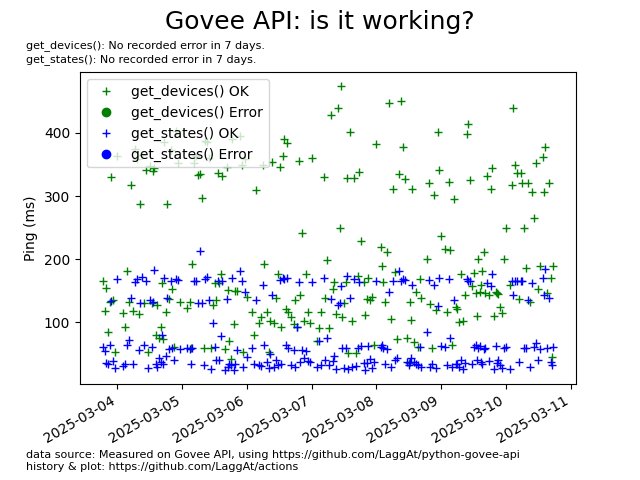 Govee API: is it working?
get_devices(): No recorded error in 7 days.
get_states(): No recorded error in 7 days.
get_devices() OK
get_devices() Error
get_states() OK
get_states() Error
Ping (ms)
400
300
200
100
2025-03-04
2025-03-05
2025-03-06
2025-03-07
2025-03-08
2025-03-09
2025-03-10
2025-03-11
data source: Measured on Govee API, using https://github.com/LaggAt/python-govee-api
history & plot: https://github.com/LaggAt/actions